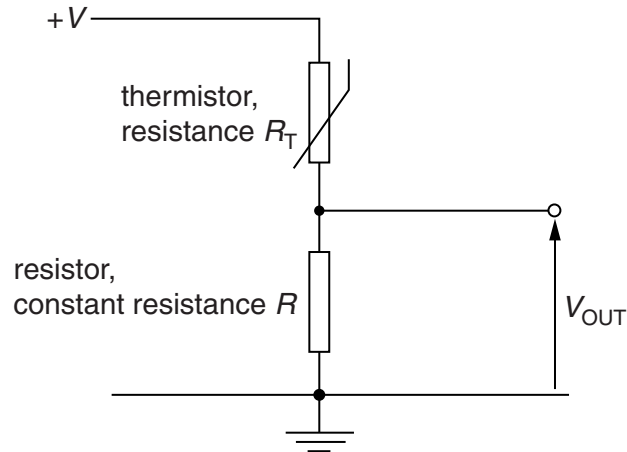 +V
thermistor,
resistance R_T
resistor,
constant resistance R
V_OUT